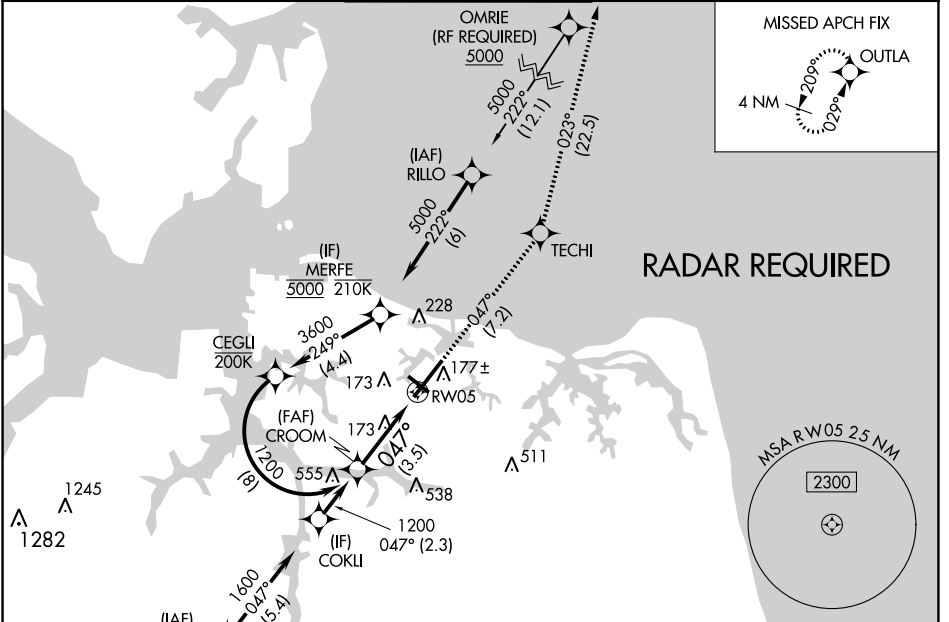 OMRIE
(RF REQUIRED)
5000
5000
222°
(12.1)
023°
(22.5)
MISSED APCH FIX
OUTLA
209°
029°
4 NM
(IAF)
RILLO
5000
222°
(6)
TECHI
RADAR REQUIRED
(IF)
MERFE
5000 210K
228
047°
(7.2)
CEGLI
200K
3600
249°
(4.4)
173
177±
RW05
(FAF)
CROOM
173
047°
(3.5)
1200
(8)
555
538
511
1245
1282
1200
047° (2.3)
(IF)
COKLI
1600
047°
(5.4)
(IAF)
MSA RW05 25 NM
2300